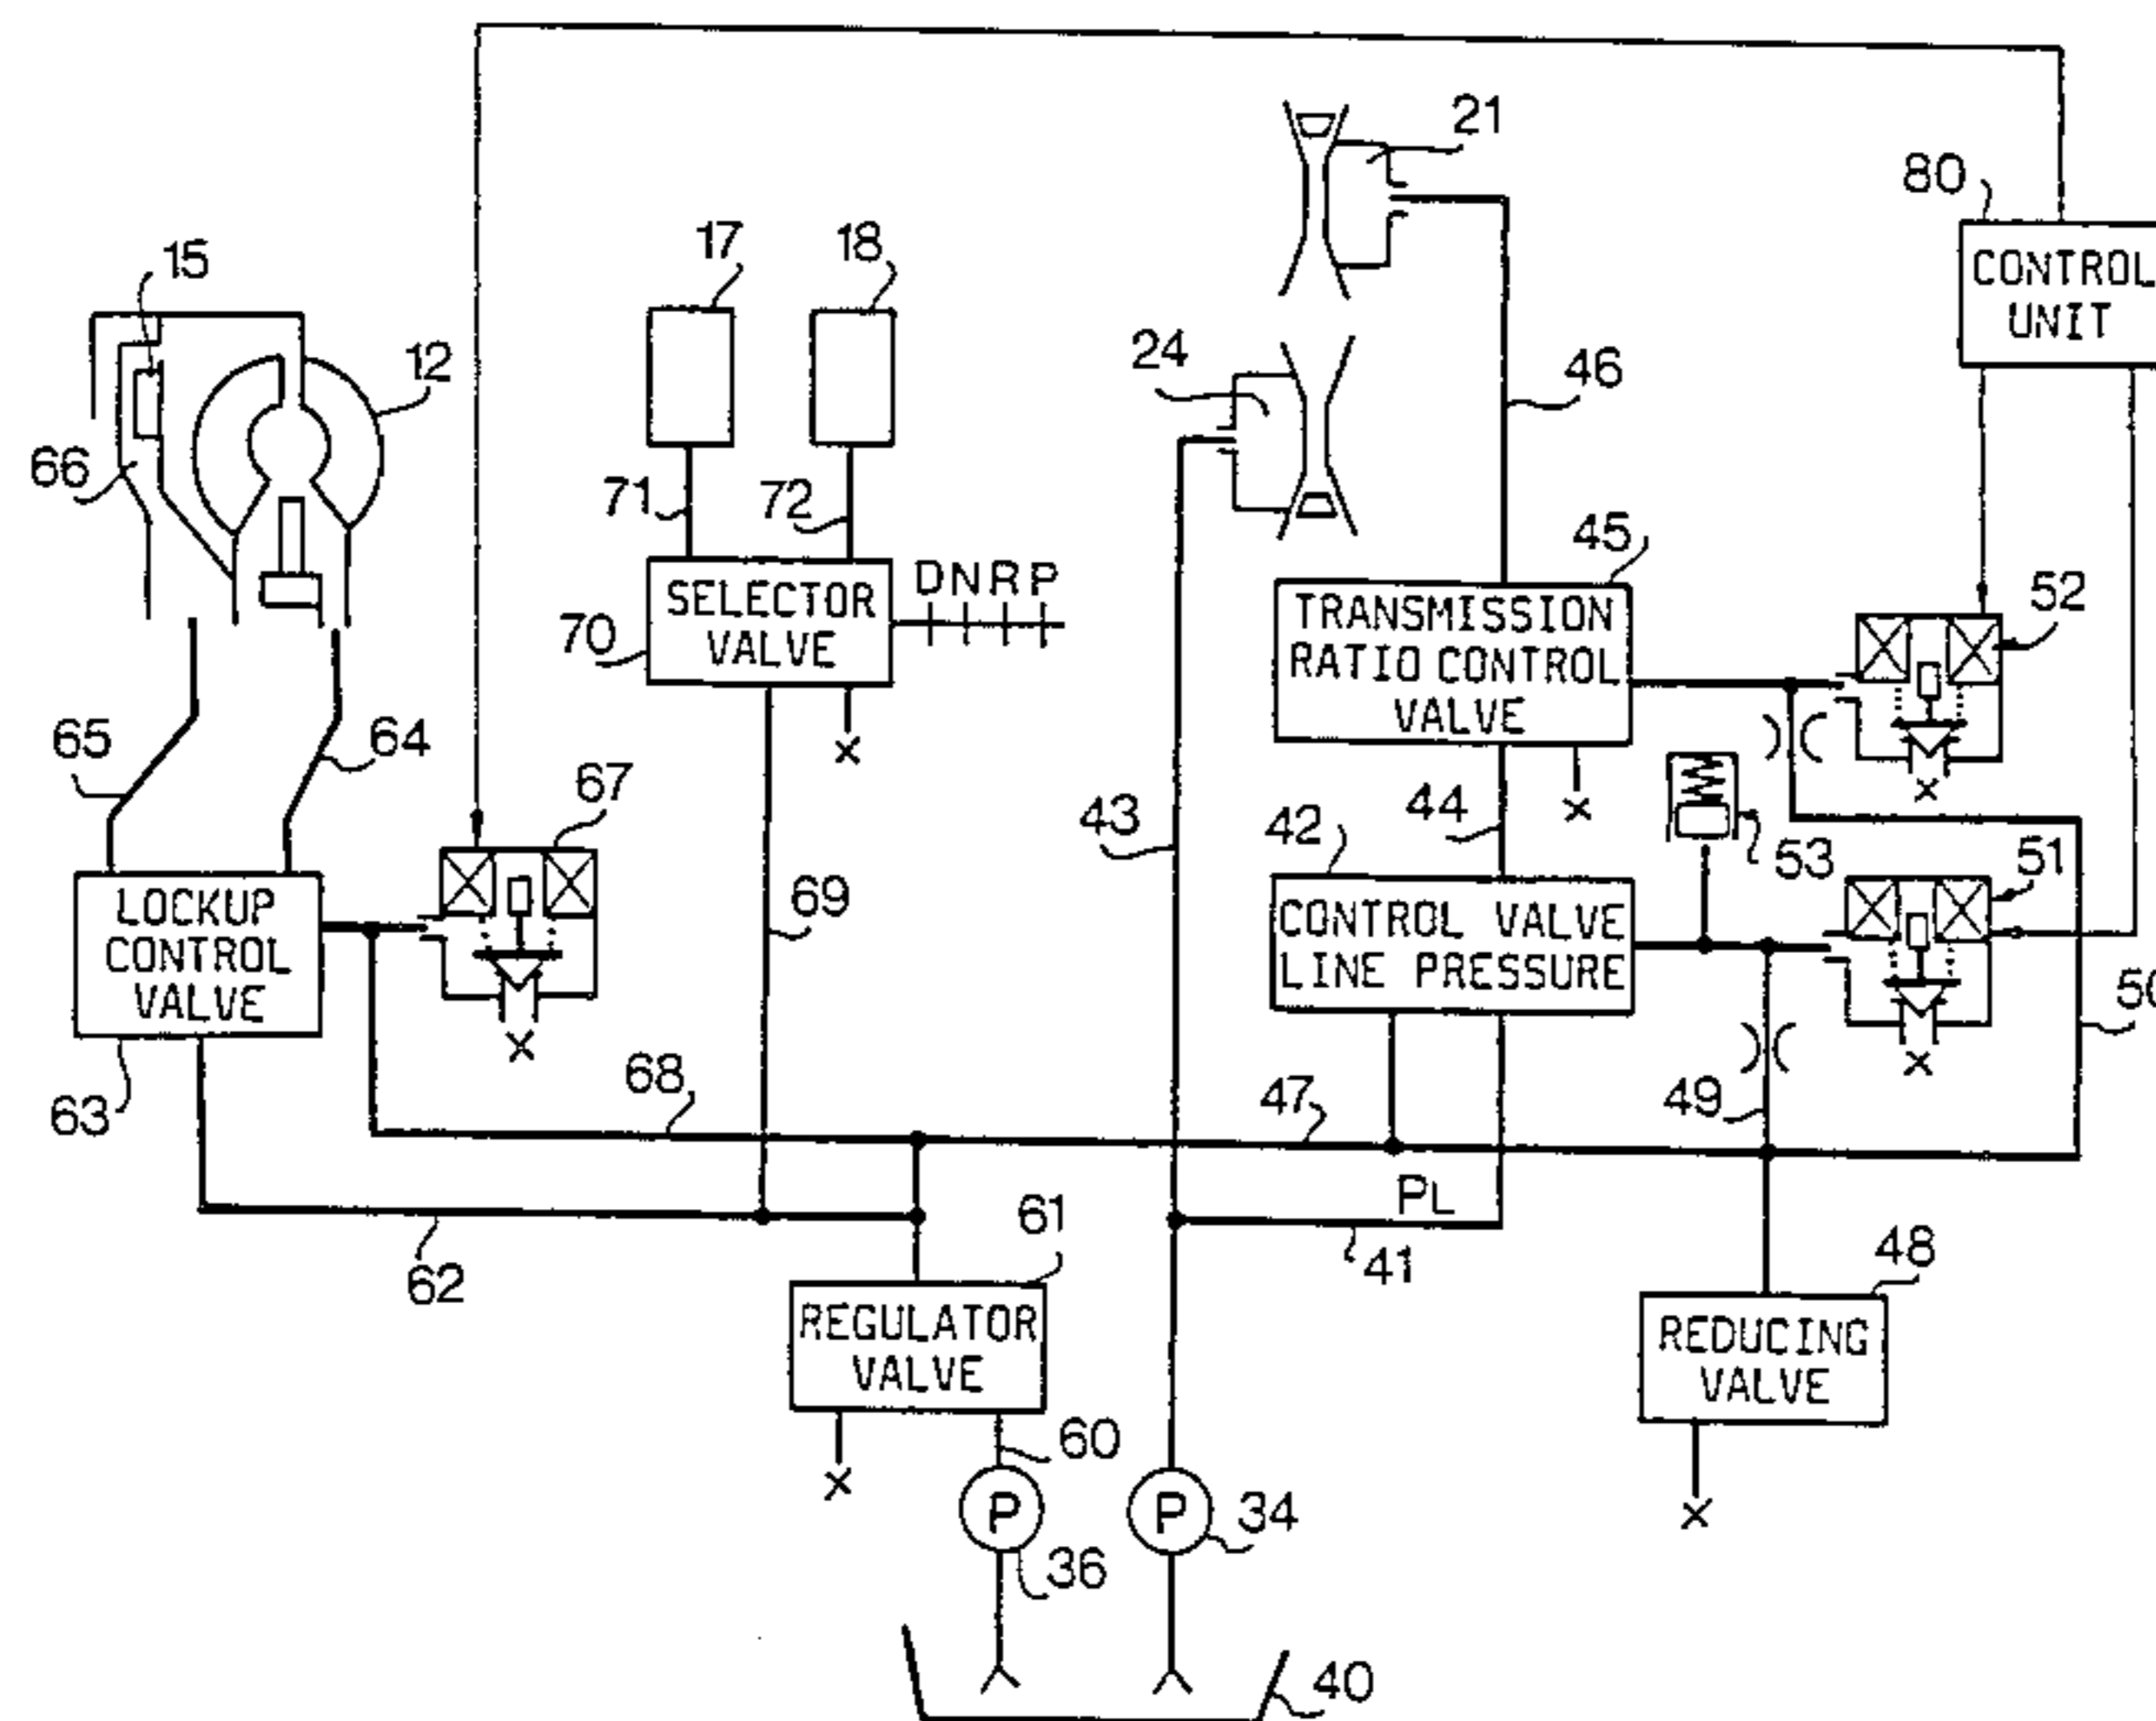 21
80
CONTROL
UNIT
17
18
15
12
24
46
66
71
72
45
SELECTOR
VALVE
DNRP
70
TRANSMISSION
RATIO CONTROL
VALVE
52
X
65
64
67
X
43
44
X
42
53
51
69
LOCKUP
CONTROL
VALVE
CONTROL VALVE
LINE PRESSURE
X
X
63
68
47
49
PL
61
62
41
48
REGULATOR
VALVE
REDUCING
VALVE
60
X
P
P
34
X
36
40